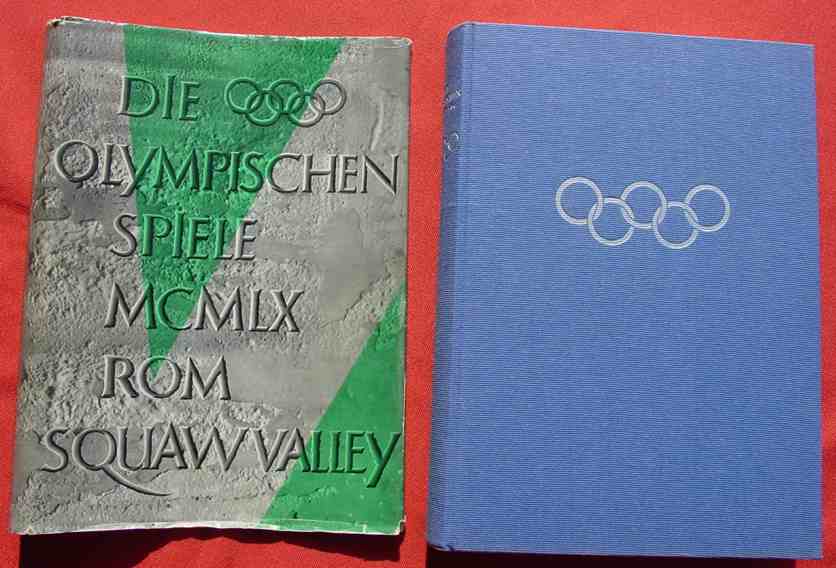 DIE
OLYMPISCHEN
SPIELE
MCMLX
ROM
SQUAW VALLEY